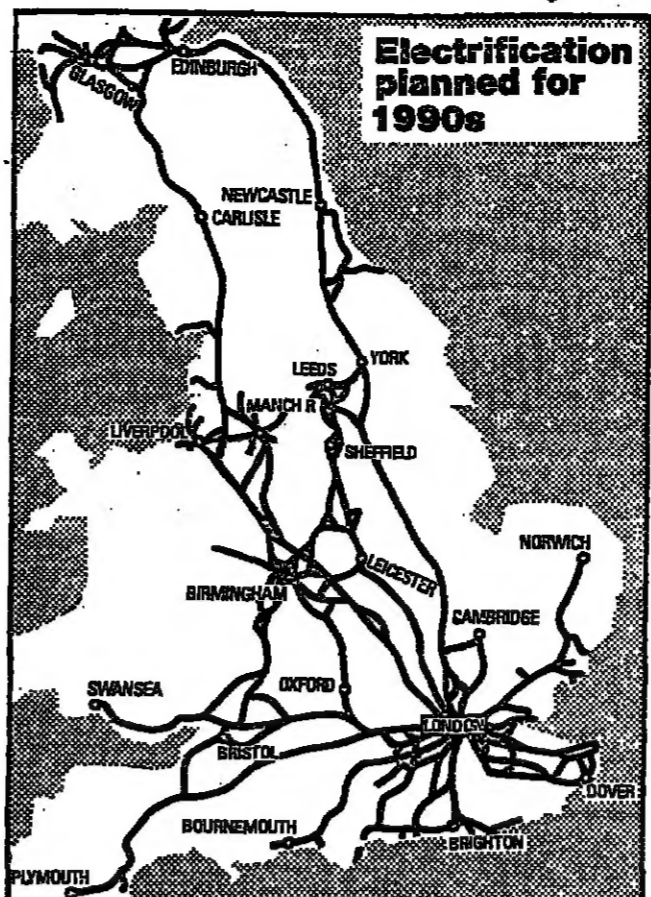 Electrification
planned for
1990s
EDINBURGH
GLASGOW
NEWCASTLE
CARLISLE
YORK
LEEDS
MANCH R
LIVERPOOL
SHEFFIELD
NORWICH
LEICESTER
BIRMINGHAM
CAMBRIDGE
SWANSEA
OXFORD
LONDON
BRISTOL
DOVER
BOURNEMOUTH
BRIGHTON
PLYMOUTH